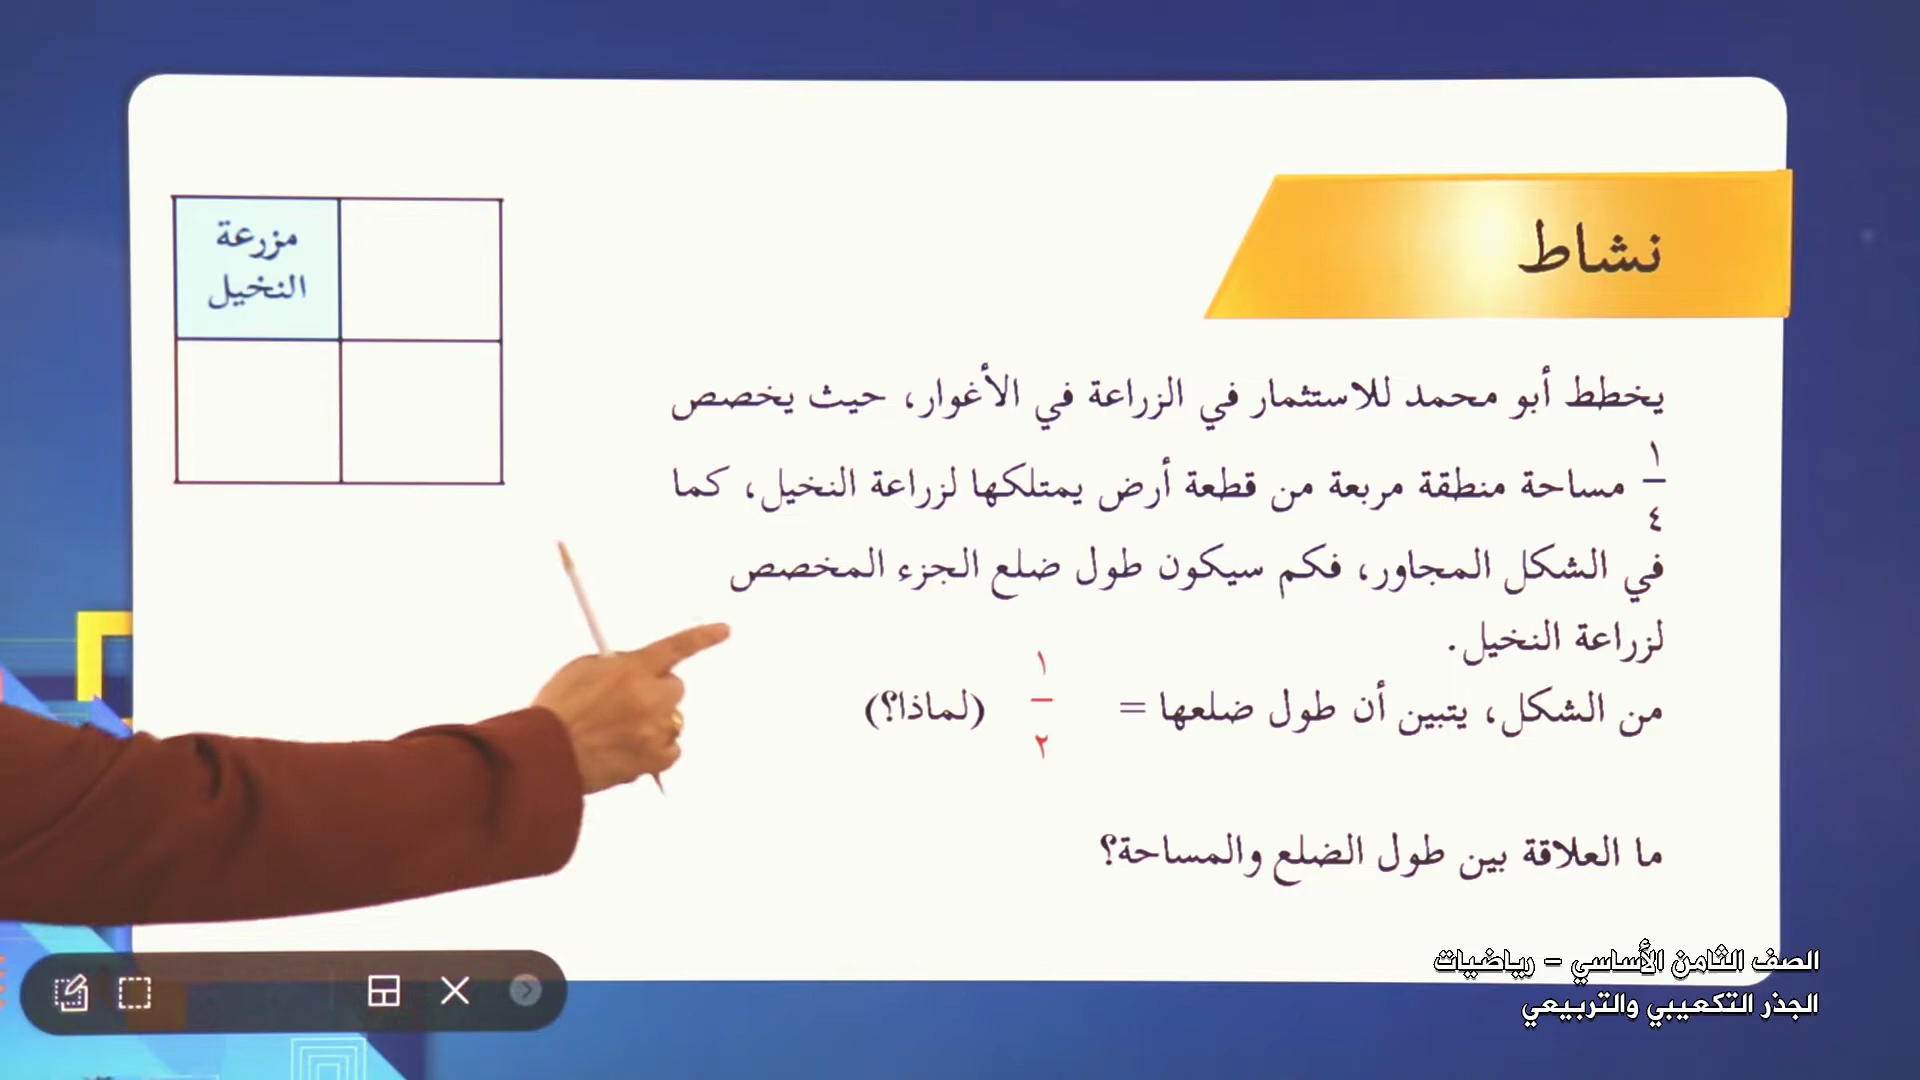 نشاط
مزرعة
النخيل
يخطط أبو محمد للاستثمار في الزراعة في الأغوار، حيث يخصص
١/٤ مساحة منطقة مربعة من قطعة أرض يمتلكها لزراعة النخيل، كما
في الشكل المجاور، فكم سيكون طول ضلع الجزء المخصص
لزراعة النخيل.
من الشكل، يتبين أن طول ضلعها = ١/٢ (لماذا؟)
ما العلاقة بين طول الضلع والمساحة؟
الصف الثامن الأساسي - رياضيات
الجذر التكعيبي والتربيعي